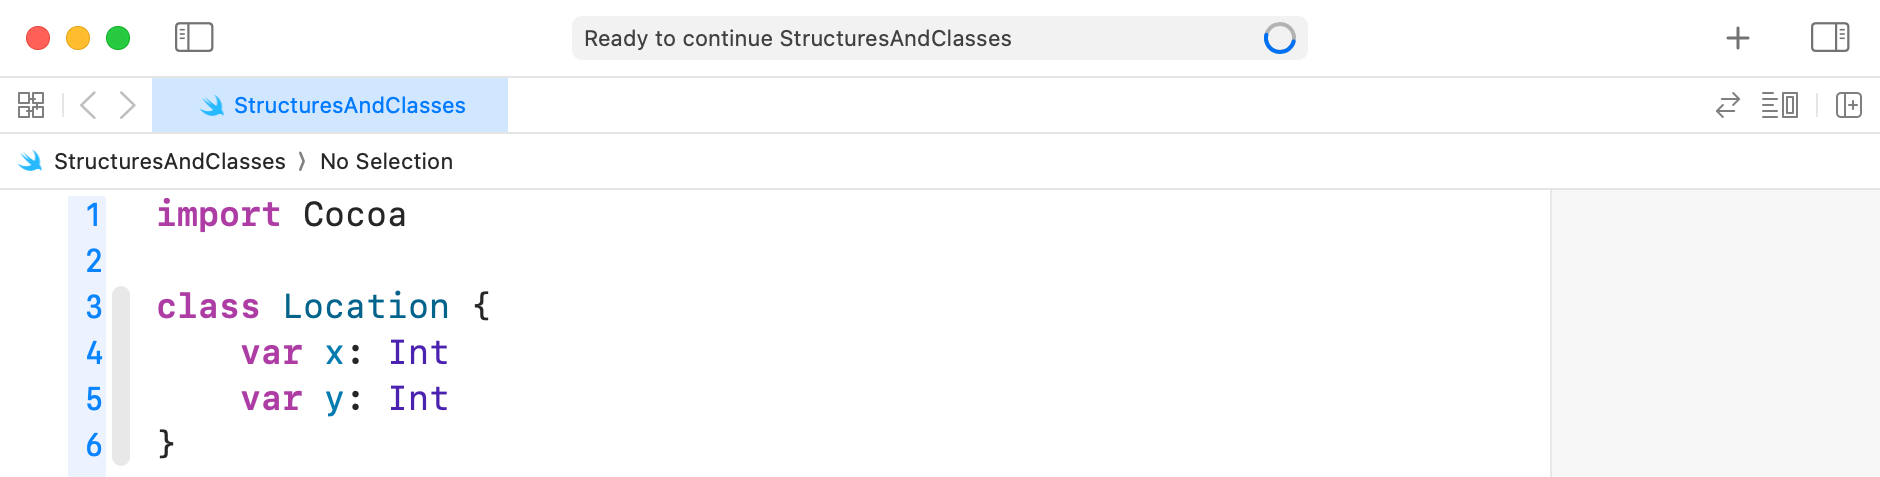 Ready to continue StructuresAndClasses
StructuresAndClasses
StructuresAndClasses ⟩ No Selection
1 import Cocoa
2
3 class Location {
4     var x: Int
5     var y: Int
6 }